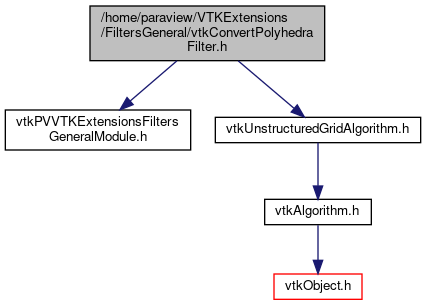 /home/paraview/VTKExtensions
/FiltersGeneral/vtkConvertPolyhedra
Filter.h
vtkPVVTKExtensionsFilters
GeneralModule.h
vtkUnstructuredGridAlgorithm.h
vtkAlgorithm.h
vtkObject.h